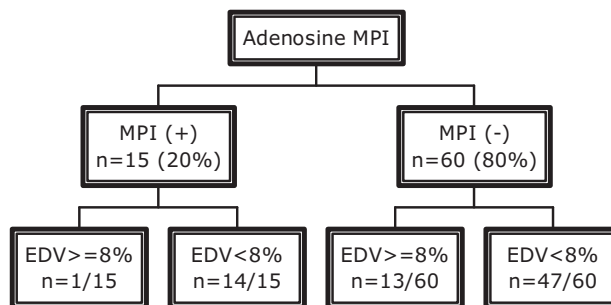 Adenosine MPI
MPI (+)
n=15 (20%)
MPI (-)
n=60 (80%)
EDV>=8%
n=1/15
EDV<8%
n=14/15
EDV>=8%
n=13/60
EDV<8%
n=47/60